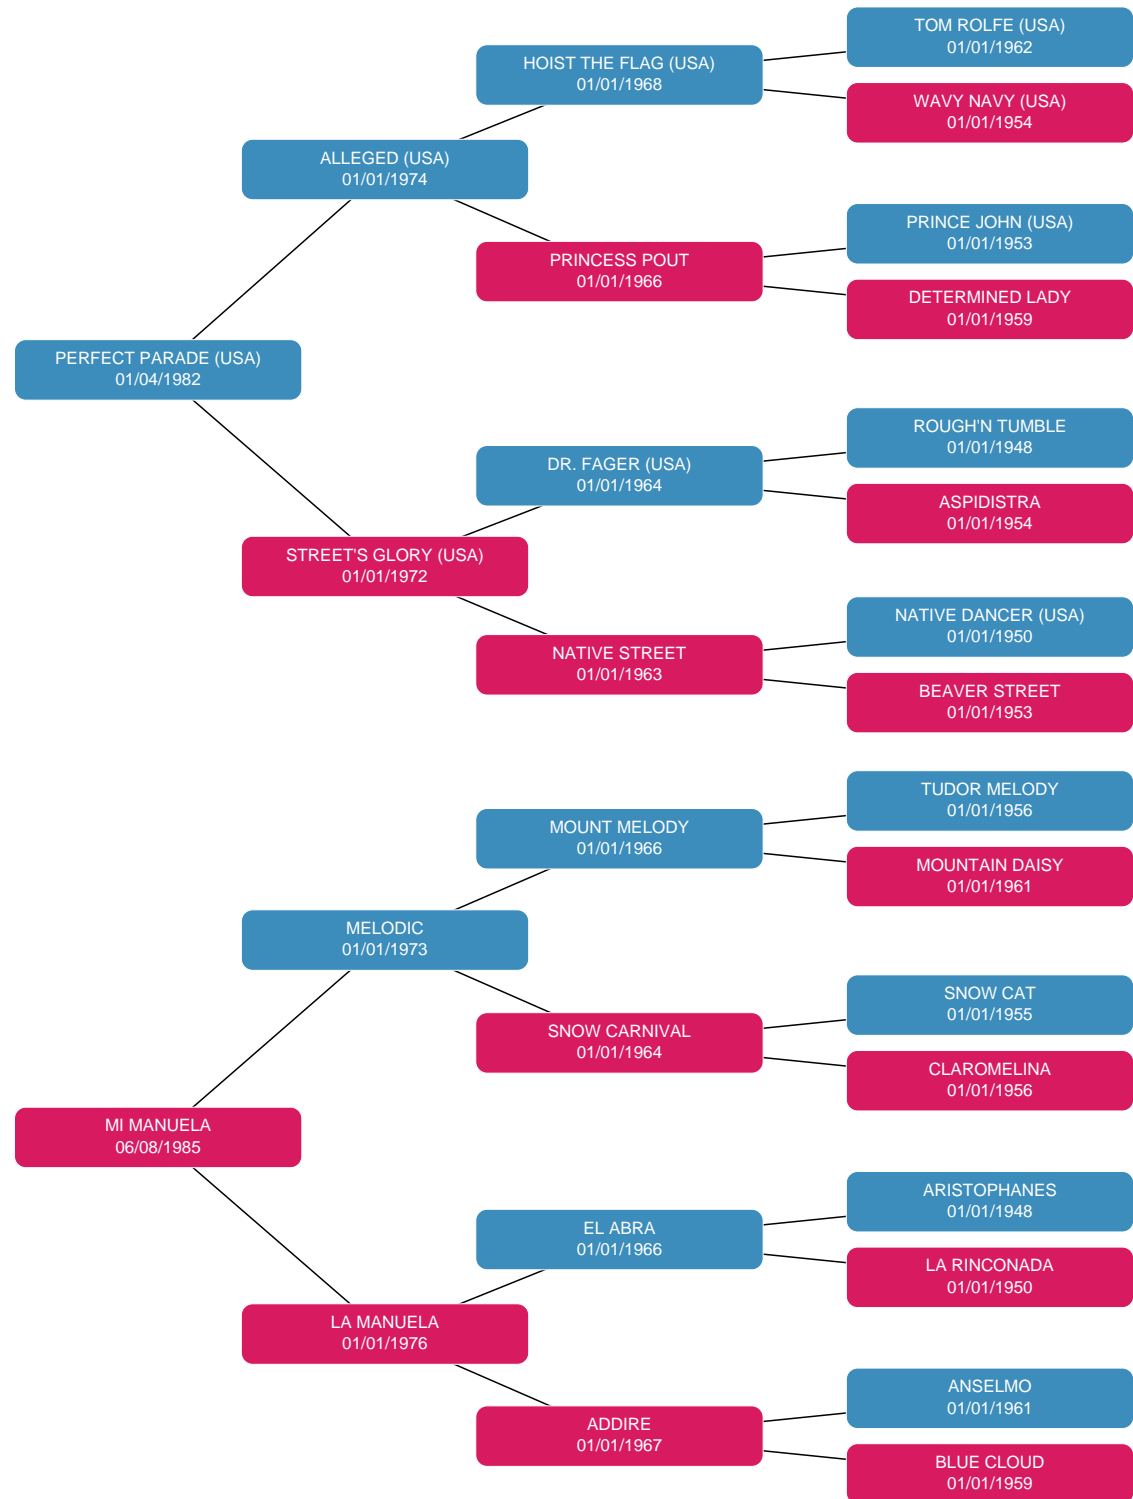 TOM ROLFE (USA)
01/01/1962
HOIST THE FLAG (USA)
01/01/1968
WAVY NAVY (USA)
01/01/1954
ALLEGED (USA)
01/01/1974
PRINCE JOHN (USA)
01/01/1953
PRINCESS POUT
01/01/1966
DETERMINED LADY
01/01/1959
PERFECT PARADE (USA)
01/04/1982
ROUGH'N TUMBLE
01/01/1948
DR. FAGER (USA)
01/01/1964
ASPIDISTRA
01/01/1954
STREET'S GLORY (USA)
01/01/1972
NATIVE DANCER (USA)
01/01/1950
NATIVE STREET
01/01/1963
BEAVER STREET
01/01/1953
TUDOR MELODY
01/01/1956
MOUNT MELODY
01/01/1966
MOUNTAIN DAISY
01/01/1961
MELODIC
01/01/1973
SNOW CAT
01/01/1955
SNOW CARNIVAL
01/01/1964
CLAROMELINA
01/01/1956
MI MANUELA
06/08/1985
ARISTOPHANES
01/01/1948
EL ABRA
01/01/1966
LA RINCONADA
01/01/1950
LA MANUELA
01/01/1976
ANSELMO
01/01/1961
ADDIRE
01/01/1967
BLUE CLOUD
01/01/1959